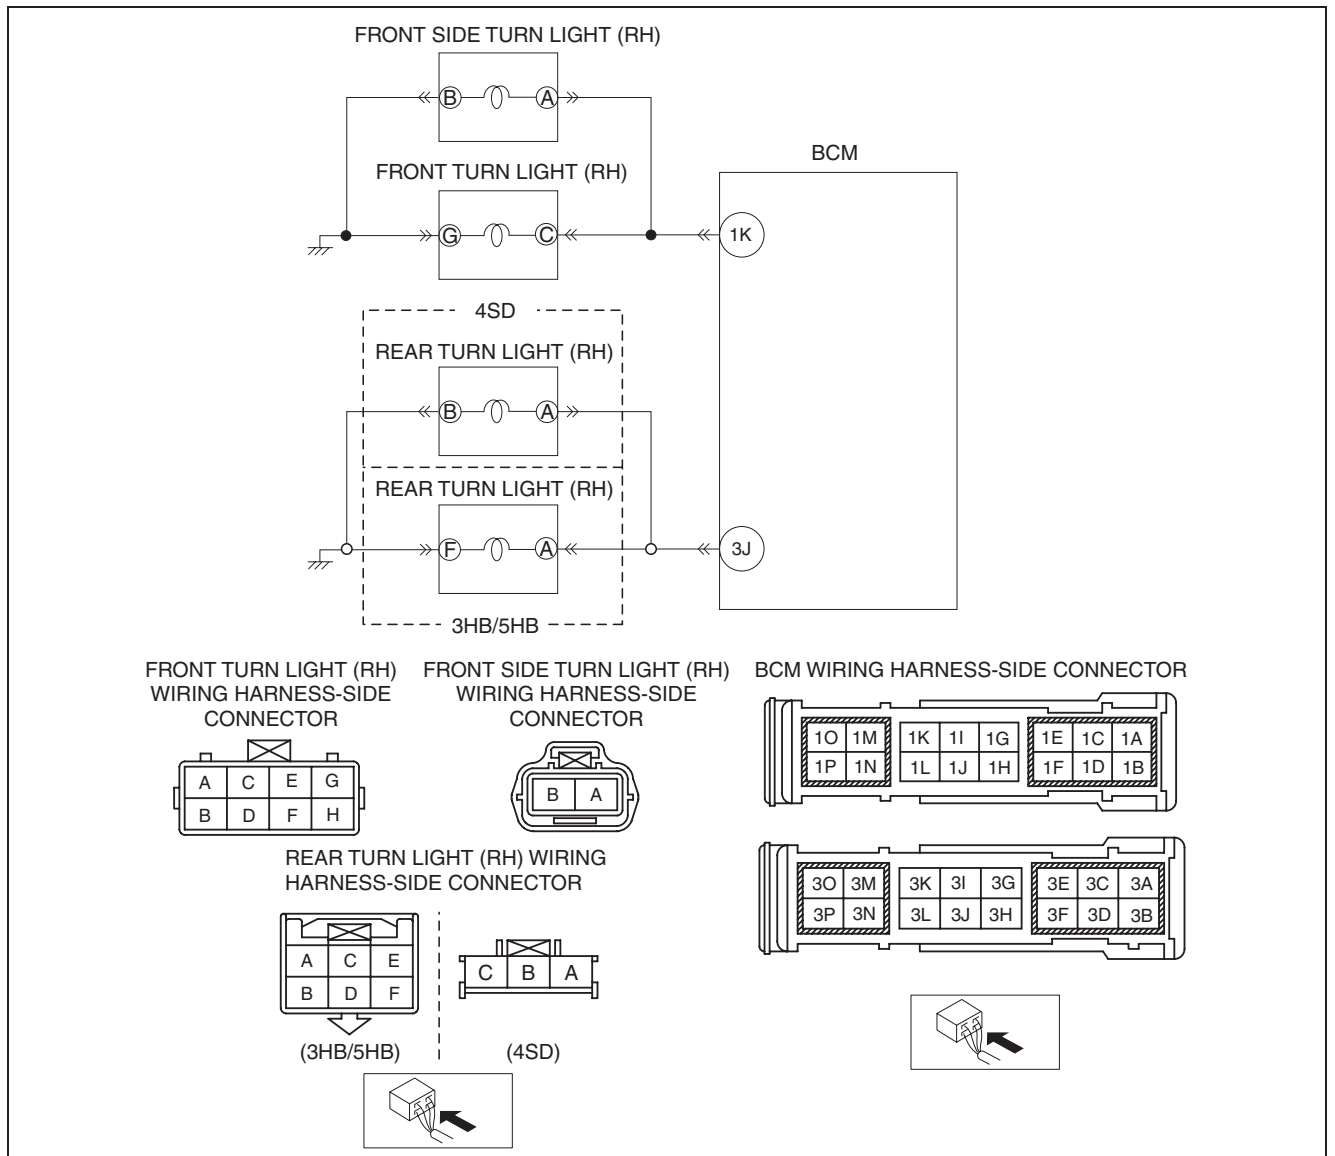 FRONT SIDE TURN LIGHT (RH)
B A
BCM
FRONT TURN LIGHT (RH)
G C
1K
4SD
REAR TURN LIGHT (RH)
B A
REAR TURN LIGHT (RH)
F A
3J
3HB/5HB
FRONT TURN LIGHT (RH)
WIRING HARNESS-SIDE
CONNECTOR
A C E G
B D F H
FRONT SIDE TURN LIGHT (RH)
WIRING HARNESS-SIDE
CONNECTOR
B A
BCM WIRING HARNESS-SIDE CONNECTOR
1O 1M 1K 1I 1G 1E 1C 1A
1P 1N 1L 1J 1H 1F 1D 1B
3O 3M 3K 3I 3G 3E 3C 3A
3P 3N 3L 3J 3H 3F 3D 3B
REAR TURN LIGHT (RH) WIRING
HARNESS-SIDE CONNECTOR
A C E
B D F
(3HB/5HB)
C B A
(4SD)